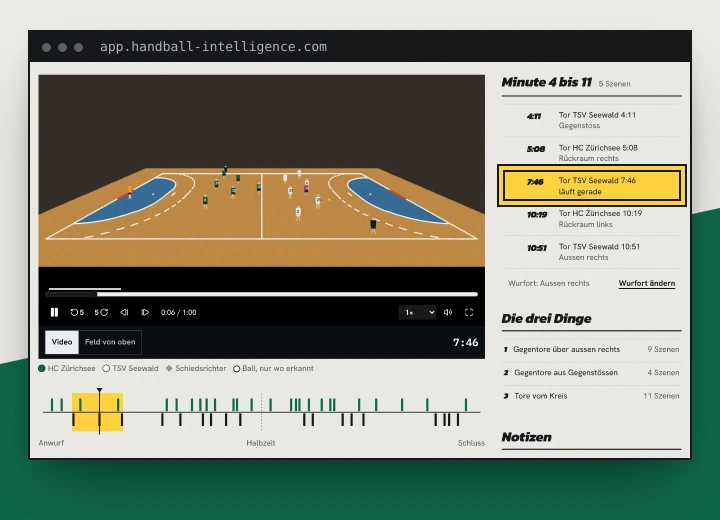 app.handball-intelligence.com
Minute 4 bis 11 5 Szenen
4:11 Tor TSV Seewald 4:11
Gegenstoss
5:08 Tor HC Zürichsee 5:08
Rückraum rechts
7:46 Tor TSV Seewald 7:46
läuft gerade
10:19 Tor HC Zürichsee 10:19
Rückraum links
10:51 Tor TSV Seewald 10:51
Aussen rechts
Wurfort: Aussen rechts Wurfort ändern
5 5 0:06 / 1:00 1x
Video Feld von oben 7:46
HC Zürichsee TSV Seewald Schiedsrichter Ball, nur wo erkannt
Anwurf Halbzeit Schluss
Die drei Dinge
1 Gegentore über aussen rechts 9 Szenen
2 Gegentore aus Gegenstössen 4 Szenen
3 Tore vom Kreis 11 Szenen
Notizen